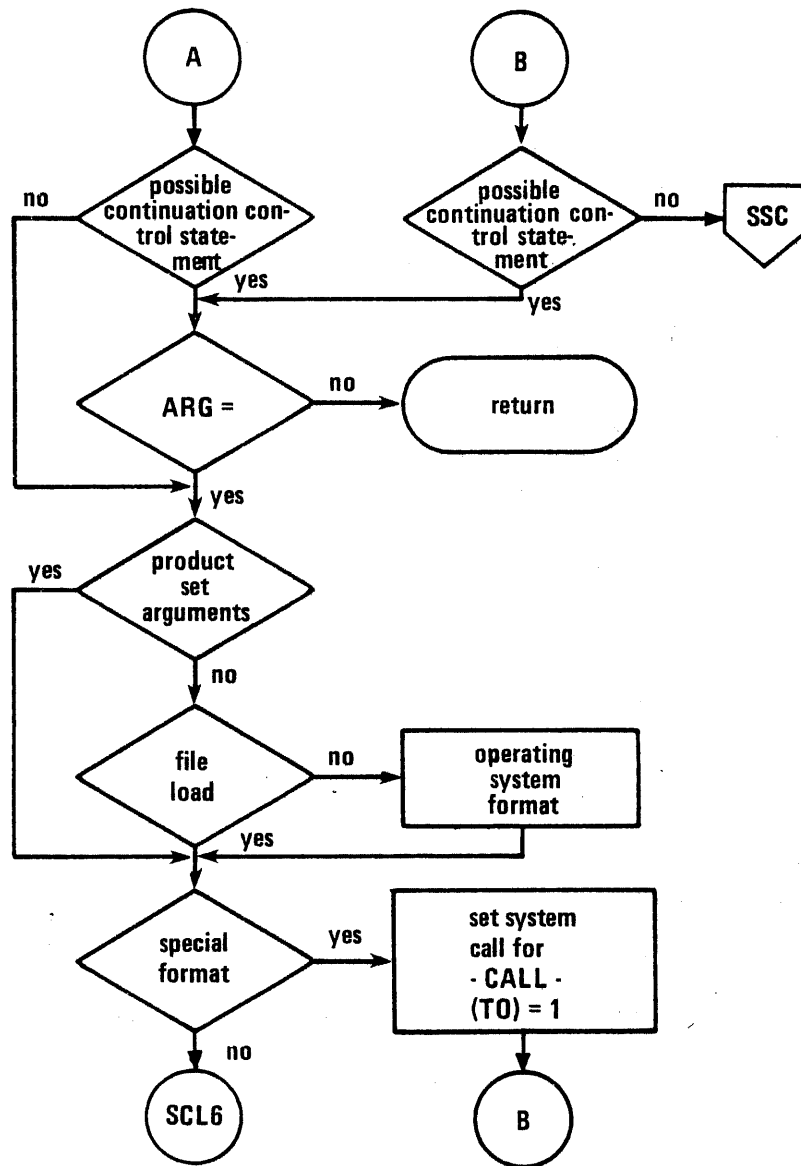 A
B
no
possible
continuation con-
trol state-
ment
possible
continuation con-
trol state-
ment
no
SSC
yes
yes
ARG =
no
return
yes
yes
product
set
arguments
no
file
load
no
operating
system
format
yes
special
format
yes
set system
call for
- CALL -
(TO) = 1
no
SCL6
B